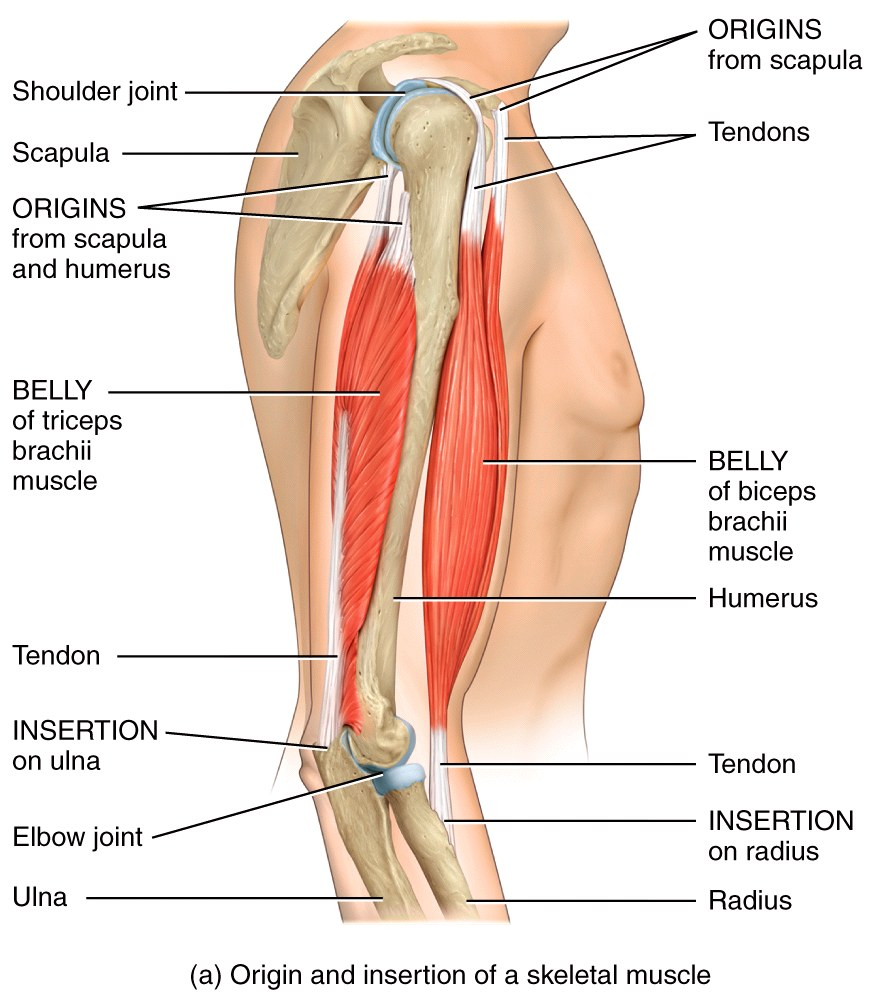 Shoulder joint
Scapula
ORIGINS
from scapula
and humerus
BELLY
of triceps
brachii
muscle
Tendon
INSERTION
on ulna
Elbow joint
Ulna
ORIGINS
from scapula
Tendons
BELLY
of biceps
brachii
muscle
Humerus
Tendon
INSERTION
on radius
Radius
(a) Origin and insertion of a skeletal muscle